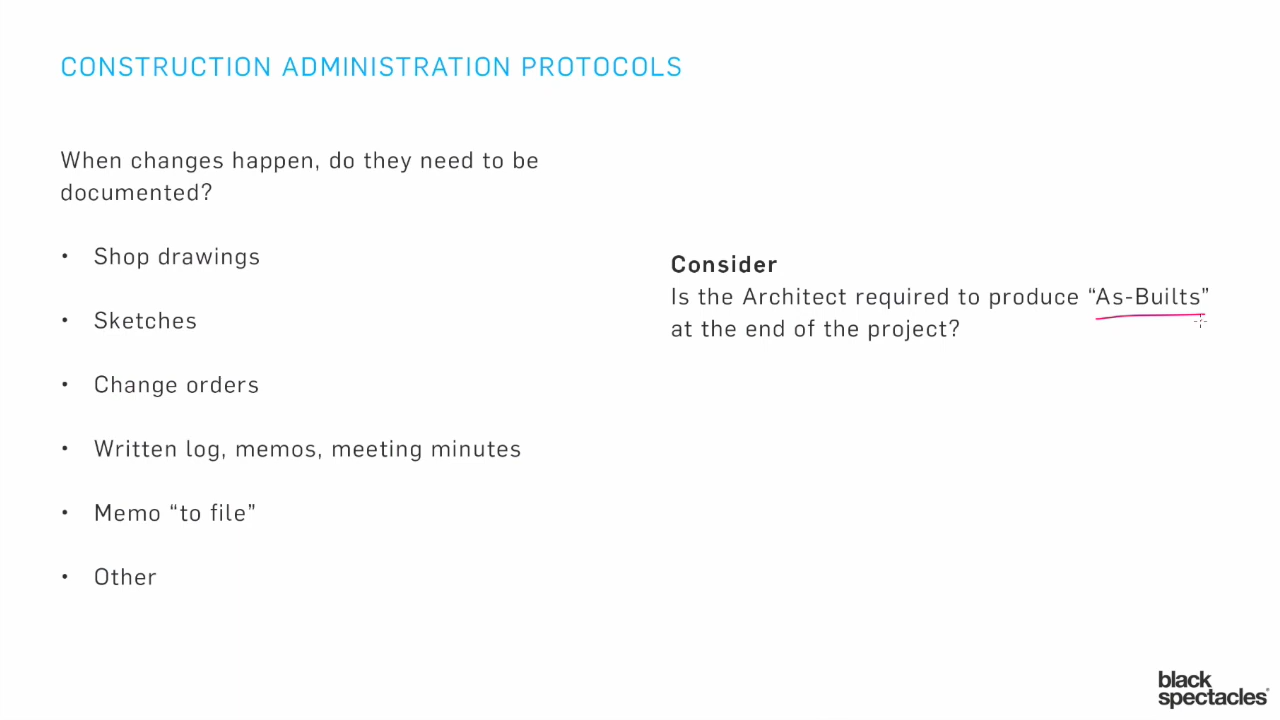 CONSTRUCTION ADMINISTRATION PROTOCOLS
When changes happen, do they need to be
documented?
• Shop drawings
• Sketches
• Change orders
• Written log, memos, meeting minutes
• Memo “to file”
• Other
Consider
Is the Architect required to produce “As-Builts”
at the end of the project?
black
spectacles